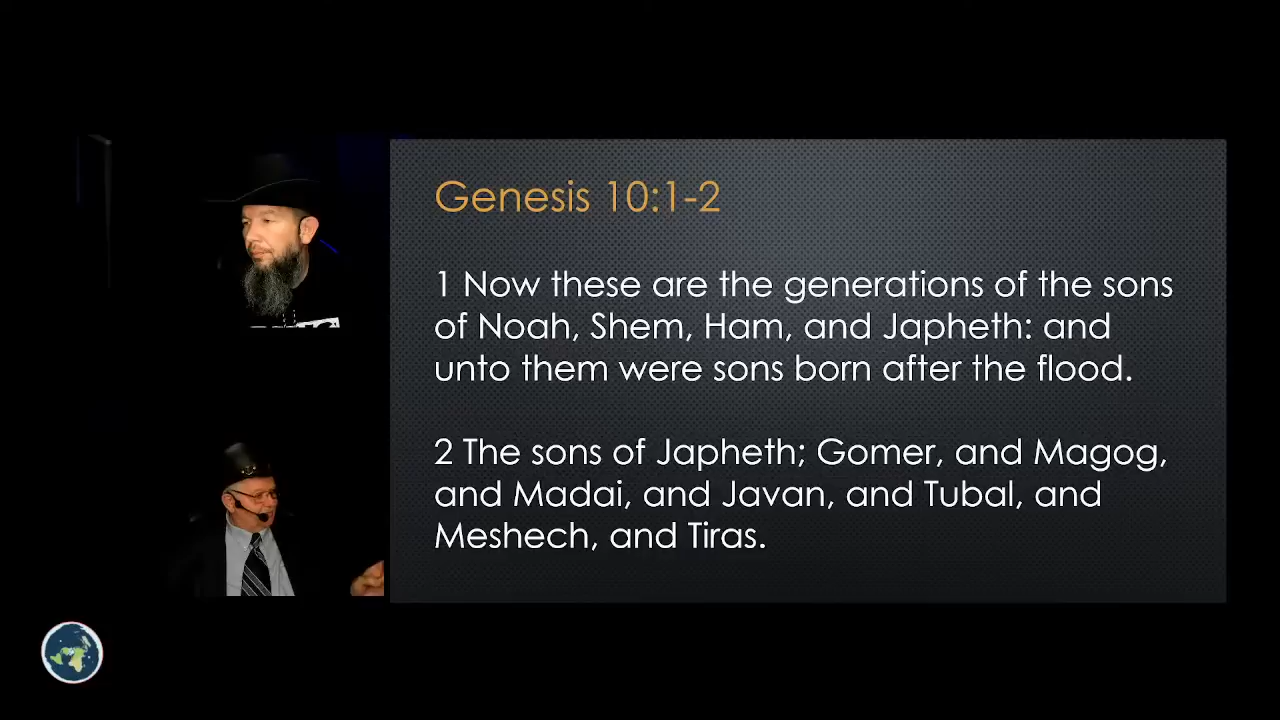 Genesis 10:1-2
1 Now these are the generations of the sons
of Noah, Shem, Ham, and Japheth: and
unto them were sons born after the flood.
2 The sons of Japheth; Gomer, and Magog,
and Madai, and Javan, and Tubal, and
Meshech, and Tiras.